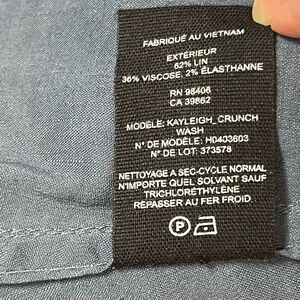 FABRIQUÉ AU VIETNAM
EXTÉRIEUR
62% LIN
36% VISCOSE, 2% ÉLASTHANNE
RN 98406
CA 39862
MODÈLE: KAYLEIGH_CRUNCH
WASH
N° DE MODÈLE: H0403603
N° DE LOT: 373578
NETTOYAGE A SEC-CYCLE NORMAL
N'IMPORTE QUEL SOLVANT SAUF
TRICHLORÉTHYLÈNE
REPASSER AU FER FROID
P